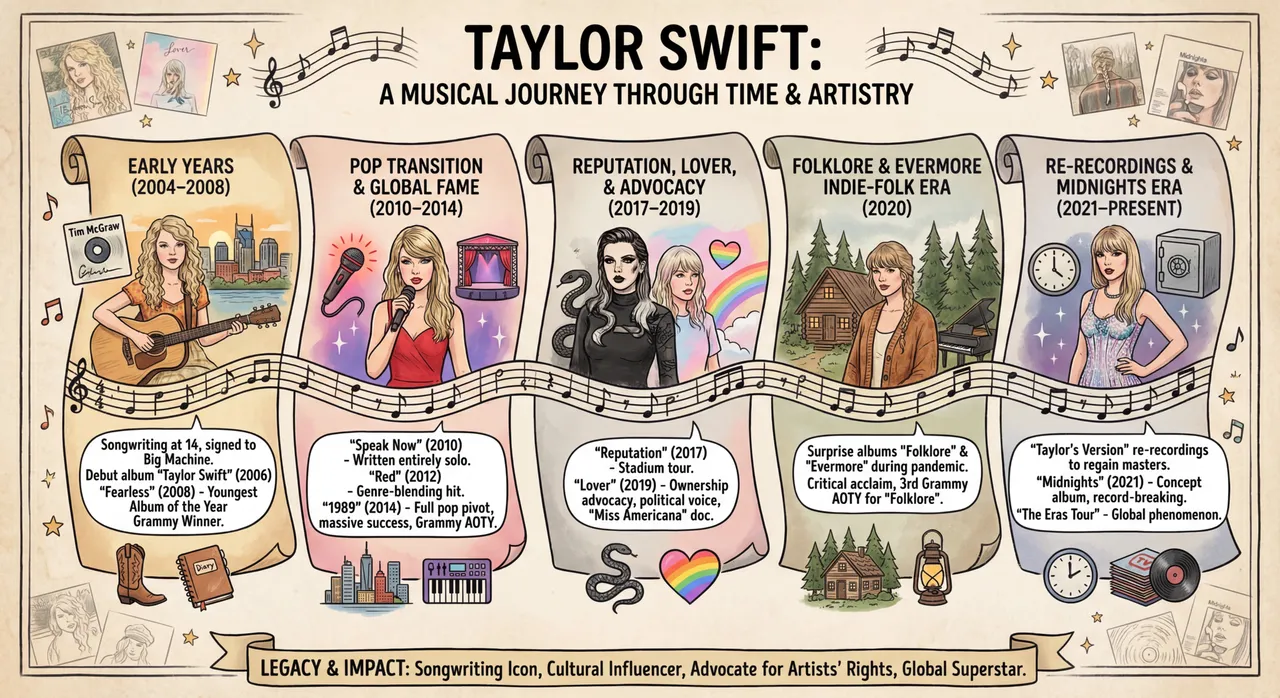 TAYLOR SWIFT:
A MUSICAL JOURNEY THROUGH TIME & ARTISTRY
Lover
Midnights
EARLY YEARS
(2004–2008)
Tim McGraw
Songwriting at 14, signed to
Big Machine.
Debut album "Taylor Swift" (2006)
"Fearless" (2008) – Youngest
Album of the Year
Grammy Winner.
Diary
POP TRANSITION
& GLOBAL FAME
(2010–2014)
"Speak Now" (2010)
- Written entirely solo.
"Red" (2012)
- Genre-blending hit.
"1989" (2014) - Full pop pivot,
massive success, Grammy AOTY.
REPUTATION, LOVER,
& ADVOCACY
(2017–2019)
"Reputation" (2017)
- Stadium tour.
"Lover" (2019) - Ownership
advocacy, political voice,
"Miss Americana" doc.
FOLKLORE & EVERMORE
INDIE-FOLK ERA
(2020)
Surprise albums "Folklore" &
"Evermore" during pandemic.
Critical acclaim, 3rd Grammy
AOTY for "Folklore".
RE-RECORDINGS &
MIDNIGHTS ERA
(2021–PRESENT)
"Taylor's Version" re-recordings
to regain masters.
"Midnights" (2021) - Concept
album, record-breaking.
"The Eras Tour" - Global phenomenon.
TV
Midnights
LEGACY & IMPACT: Songwriting Icon, Cultural Influencer, Advocate for Artists' Rights, Global Superstar.